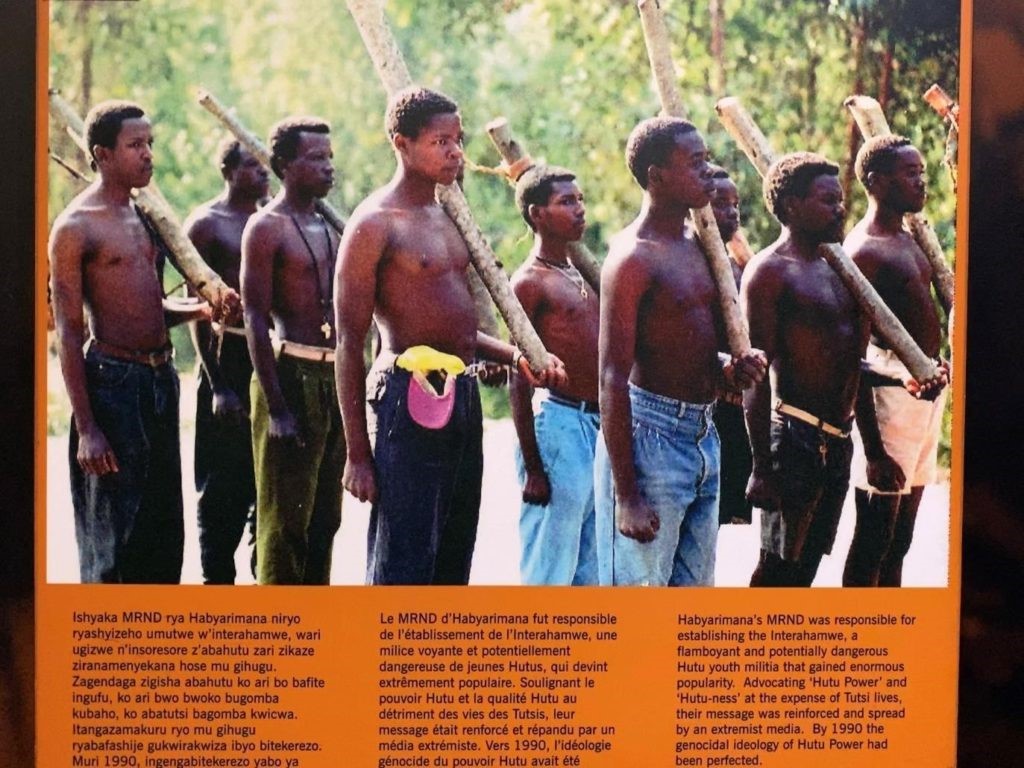 Ishyaka MRND rya Habyarimana niryo
ryashyizeho umutwe w'interahamwe, wari
ugizwe n'insoresore z'abahutu zari zikaze
ziranamenyekana hose mu gihugu.
Zagendaga zigisha abahutu ko ari bo bafite
ingufu, ko ari bwo bwoko bugomba
kubaho, ko abatutsi bagomba kwicwa.
Itangazamakuru ryo mu gihugu
ryabafashije gukwirakwiza ibyo bitekerezo.
Muri 1990, ingengabitekerezo yabo ya
Le MRND d'Habyarimana fut responsible
de l'établissement de l'Interahamwe, une
milice voyante et potentiellement
dangereuse de jeunes Hutus, qui devint
extrêmement populaire. Soulignant le
pouvoir Hutu et la qualité Hutu au
détriment des vies des Tutsis, leur
message était renforcé et répandu par un
média extrémiste. Vers 1990, l'idéologie
génocide du pouvoir Hutu avait été
Habyarimana's MRND was responsible for
establishing the Interahamwe, a
flamboyant and potentially dangerous
Hutu youth militia that gained enormous
popularity. Advocating 'Hutu Power' and
'Hutu-ness' at the expense of Tutsi lives,
their message was reinforced and spread
by an extremist media. By 1990 the
genocidal ideology of Hutu Power had
been perfected.